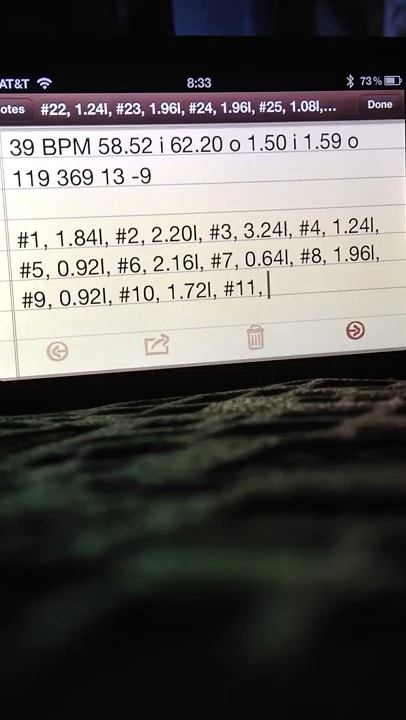 AT&T 8:33 73%
otes #22, 1.24l, #23, 1.96l, #24, 1.96l, #25, 1.08l,... Done
39 BPM 58.52 i 62.20 o 1.50 i 1.59 o
119 369 13 -9
#1, 1.84l, #2, 2.20l, #3, 3.24l, #4, 1.24l,
#5, 0.92l, #6, 2.16l, #7, 0.64l, #8, 1.96l,
#9, 0.92l, #10, 1.72l, #11,